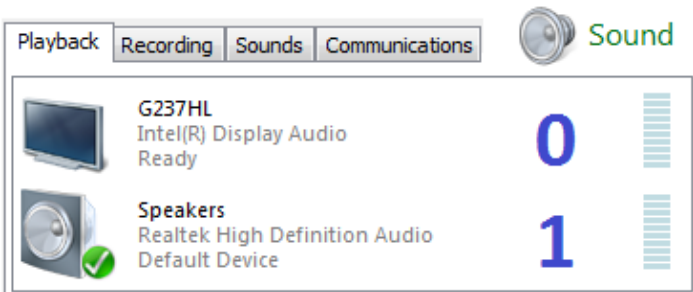 Playback Recording Sounds Communications Sound
G237HL
Intel(R) Display Audio
Ready
0
Speakers
Realtek High Definition Audio
Default Device
1